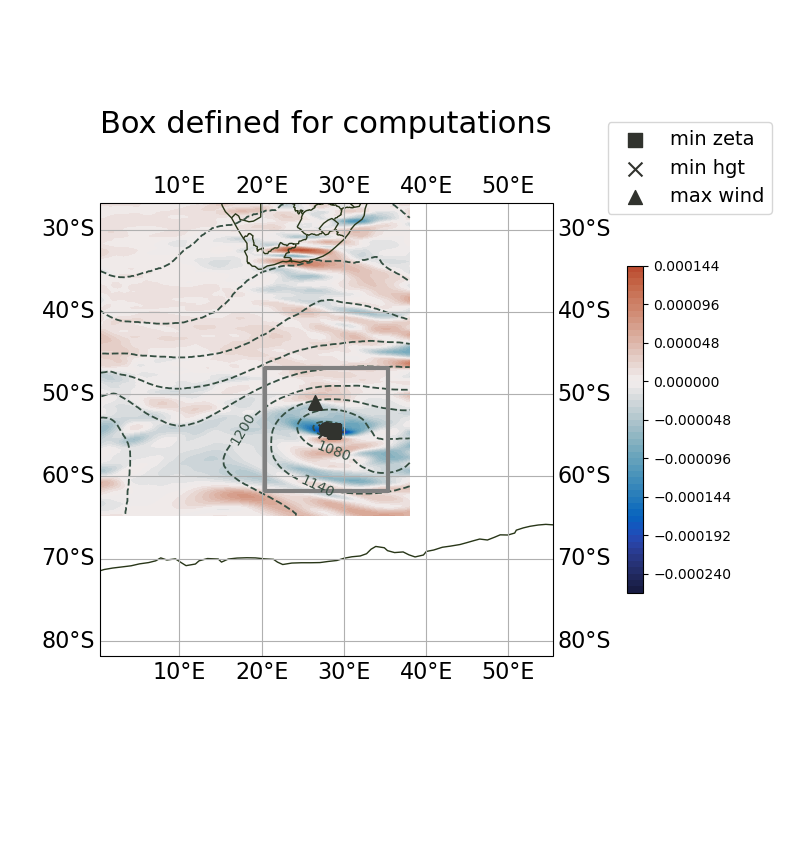 Box defined for computations
min zeta
min hgt
max wind
10°E 20°E 30°E 40°E 50°E
30°S 30°S
40°S 40°S
50°S 50°S
60°S 60°S
70°S 70°S
80°S 80°S
10°E 20°E 30°E 40°E 50°E
1200
1080
1140
0.000144
0.000096
0.000048
0.000000
−0.000048
−0.000096
−0.000144
−0.000192
−0.000240